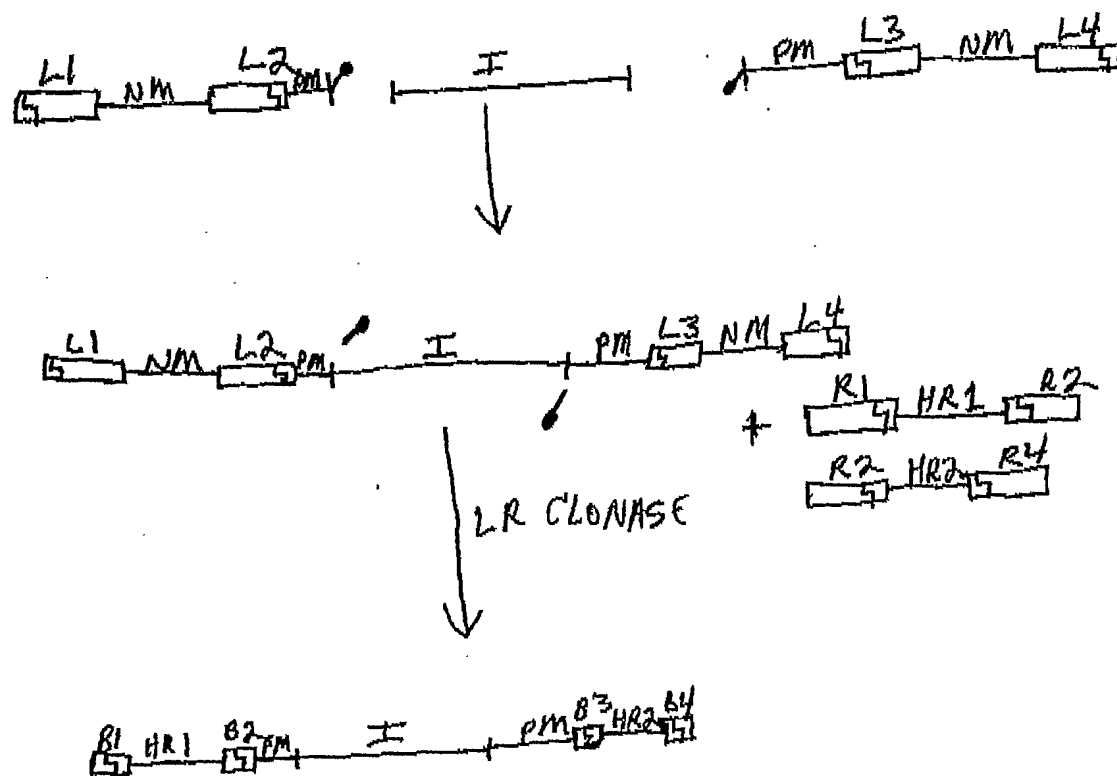 L1 NM L2 PM I PM L3 NM L4
L1 NM L2 PM I PM L3 NM L4
+ R1 HR1 R2
R2 HR2 R4
LR CLONASE
B1 HR1 B2 PM I PM B3 HR2 B4